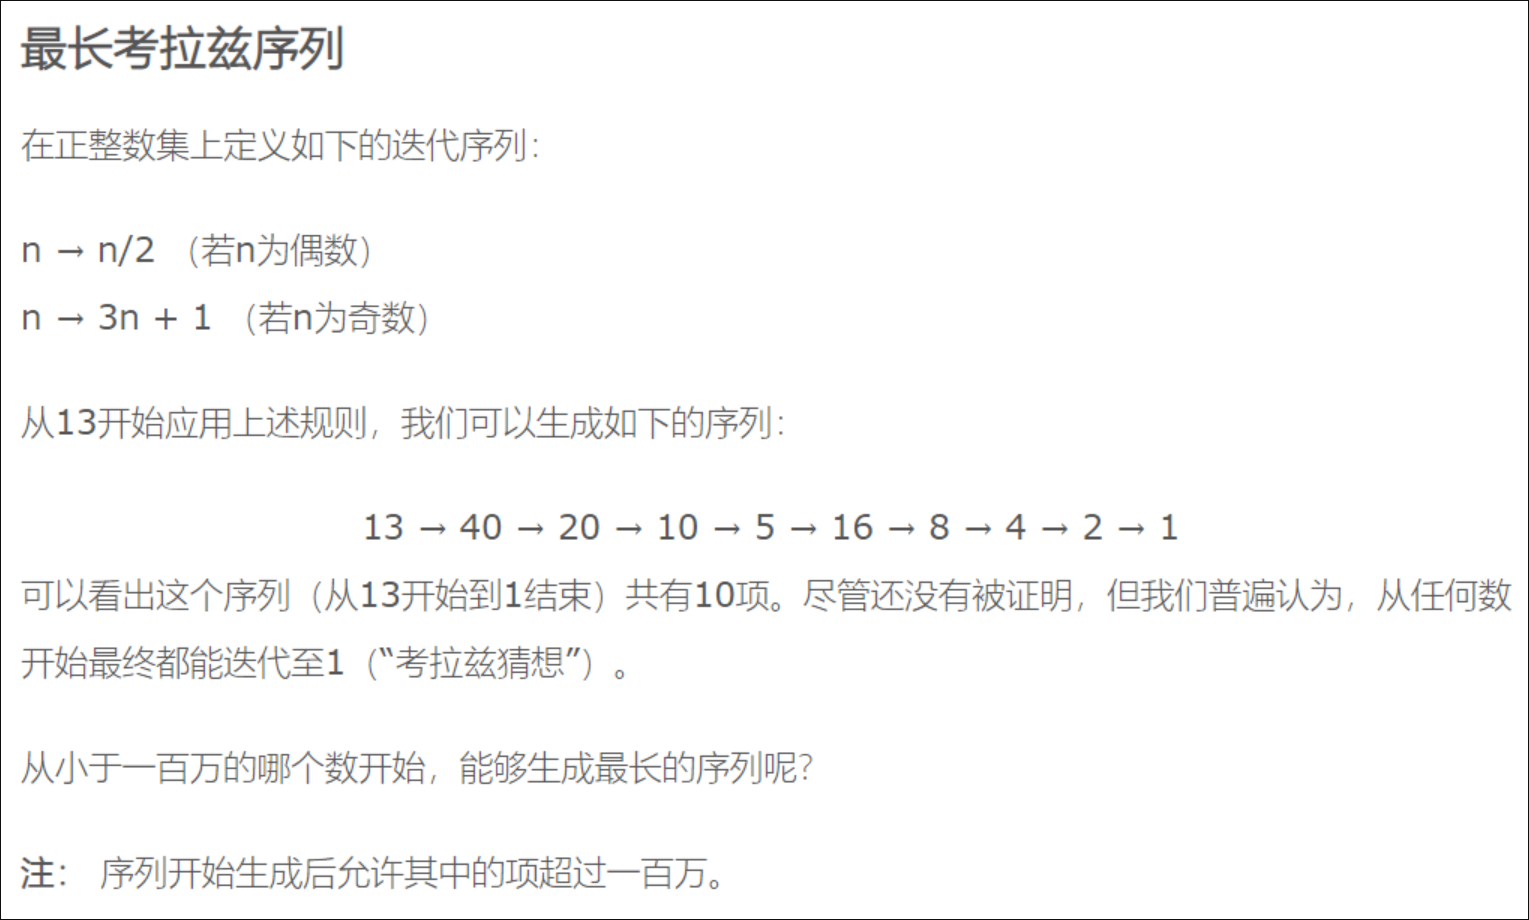 最长考拉兹序列
在正整数集上定义如下的迭代序列：
n → n/2 （若n为偶数）
n → 3n + 1 （若n为奇数）
从13开始应用上述规则，我们可以生成如下的序列：
13 → 40 → 20 → 10 → 5 → 16 → 8 → 4 → 2 → 1
可以看出这个序列（从13开始到1结束）共有10项。尽管还没有被证明，但我们普遍认为，从任何数
开始最终都能迭代至1（“考拉兹猜想”）。
从小于一百万的哪个数开始，能够生成最长的序列呢？
注： 序列开始生成后允许其中的项超过一百万。